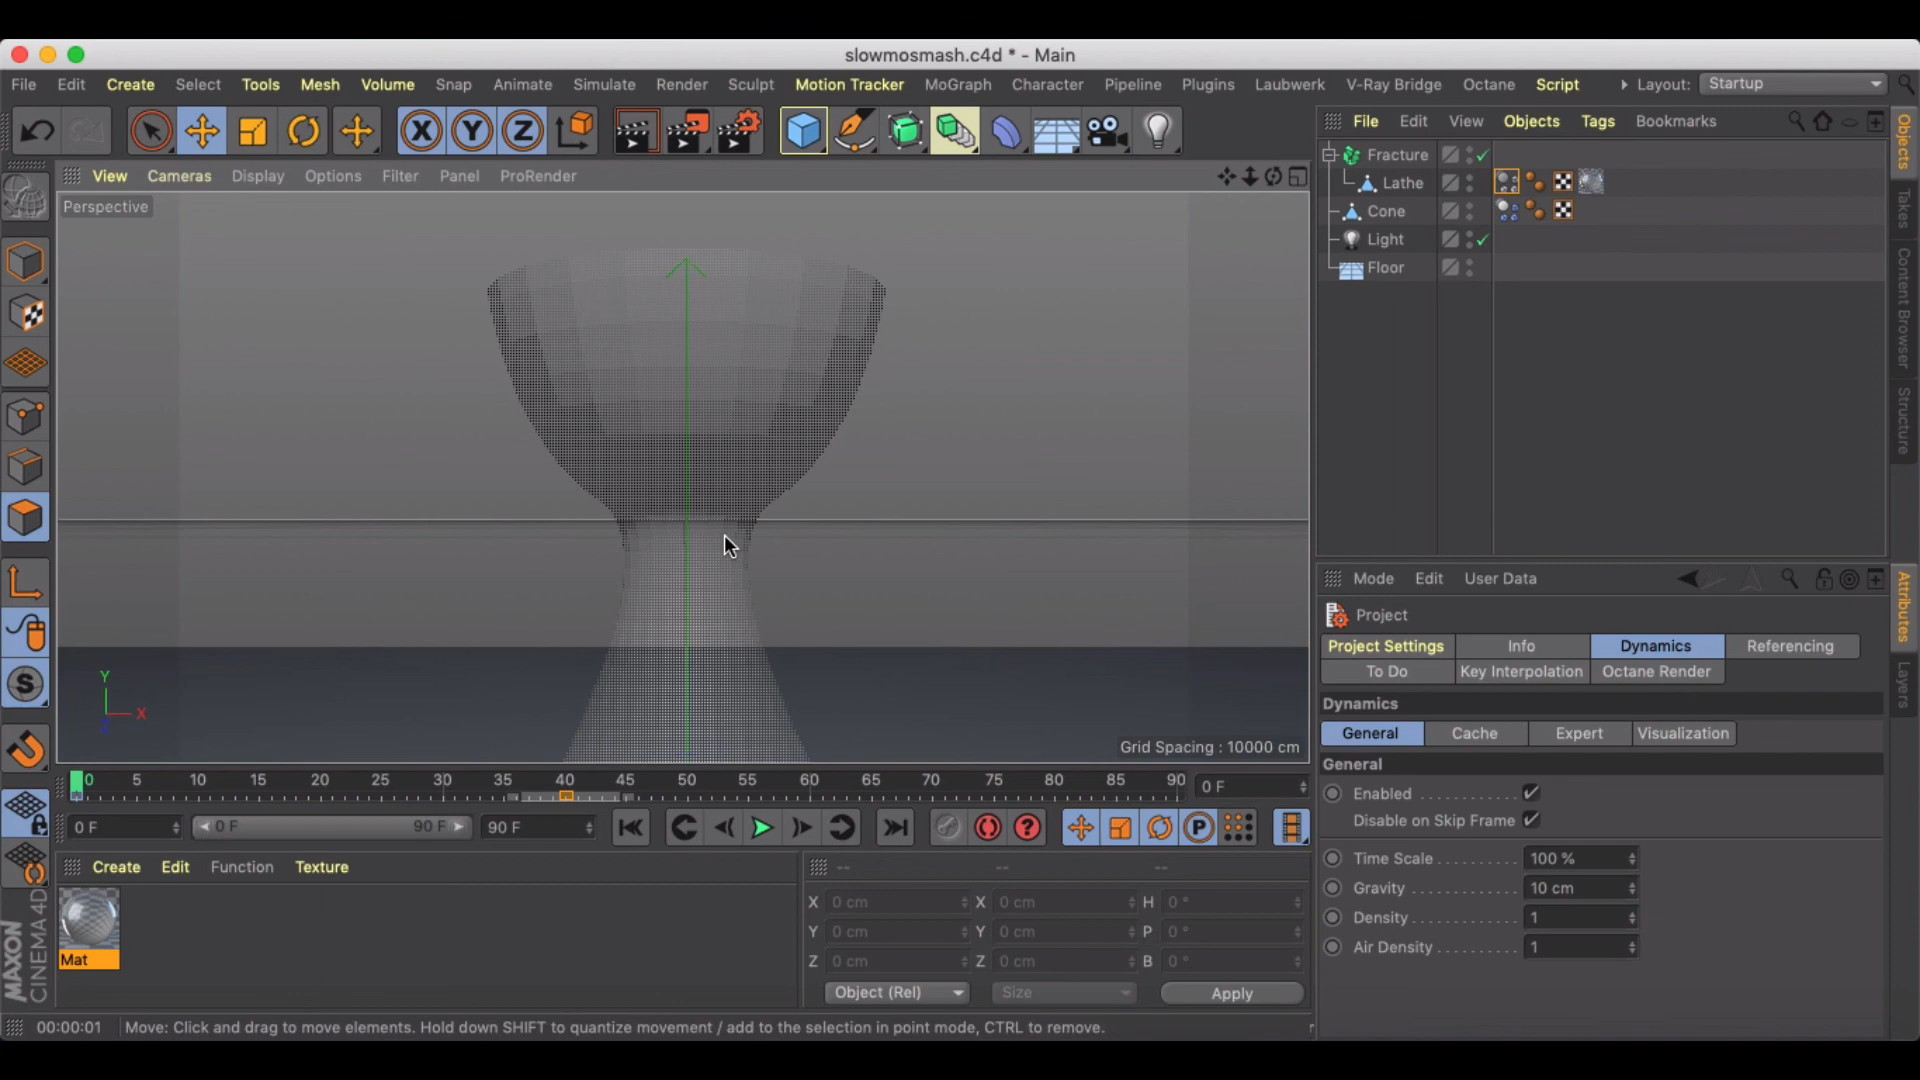 slowmosmash.c4d * - Main
File Edit Create Select Tools Mesh Volume Snap Animate Simulate Render Sculpt Motion Tracker MoGraph Character Pipeline Plugins Laubwerk V-Ray Bridge Octane Script Layout: Startup
X Y Z
File Edit View Objects Tags Bookmarks
View Cameras Display Options Filter Panel ProRender
Perspective
Fracture
Lathe
Cone
Light
Floor
Objects
Takes
Content Browser
Structure
Y
X
Z
Grid Spacing : 10000 cm
S
0 5 10 15 20 25 30 35 40 45 50 55 60 65 70 75 80 85 90 0 F
0 F 0 F 90 F 90 F
? P
Create Edit Function Texture
-- -- --
Mat
X 0 cm X 0 cm H 0 °
Y 0 cm Y 0 cm P 0 °
Z 0 cm Z 0 cm B 0 °
Object (Rel) Size Apply
MAXON
CINEMA 4D
Mode Edit User Data
Project
Project Settings Info Dynamics Referencing
To Do Key Interpolation Octane Render
Dynamics
General Cache Expert Visualization
General
Enabled
Disable on Skip Frame
Time Scale 100 %
Gravity 10 cm
Density 1
Air Density 1
Attributes
Layers
00:00:01 Move: Click and drag to move elements. Hold down SHIFT to quantize movement / add to the selection in point mode, CTRL to remove.